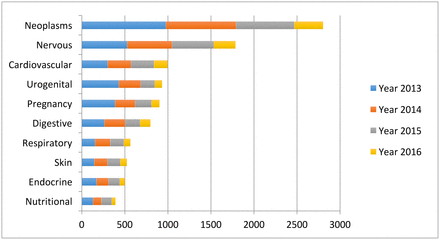 Neoplasms
Nervous
Cardiovascular
Urogenital
Pregnancy
Digestive
Respiratory
Skin
Endocrine
Nutritional
0 500 1000 1500 2000 2500 3000
Year 2013
Year 2014
Year 2015
Year 2016